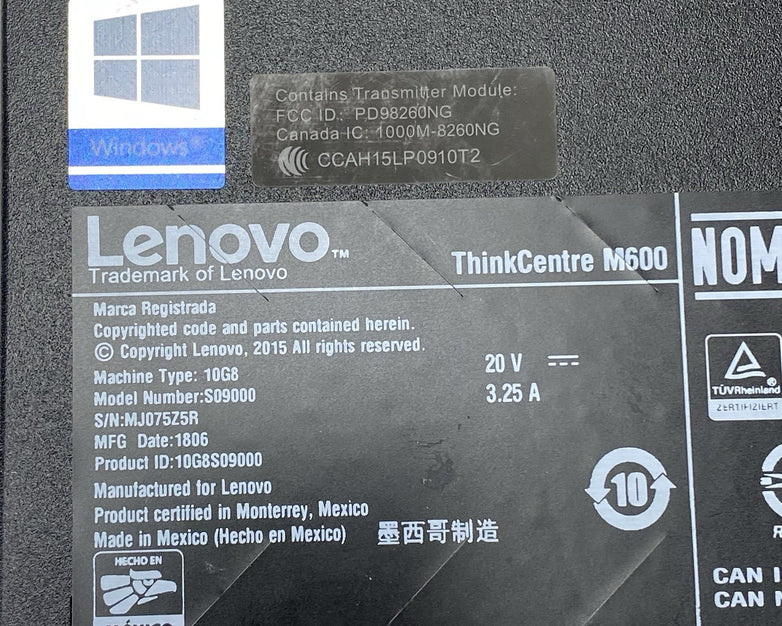 Windows®
Contains Transmitter Module:
FCC ID.: PD98260NG
Canada IC: 1000M-8260NG
CCAH15LP0910T2
Lenovo™
Trademark of Lenovo
ThinkCentre M600
Marca Registrada
Copyrighted code and parts contained herein.
© Copyright Lenovo, 2015 All rights reserved.
Machine Type: 10G8
Model Number:S09000
S/N:MJ075Z5R
MFG Date:1806
Product ID:10G8S09000
20 V
3.25 A
Manufactured for Lenovo
Product certified in Monterrey, Mexico
Made in Mexico (Hecho en Mexico) 墨西哥制造
10
HECHO EN
MÉXICO
NOM
TÜVRheinland®
ZERTIFIZIERT
CAN
CAN